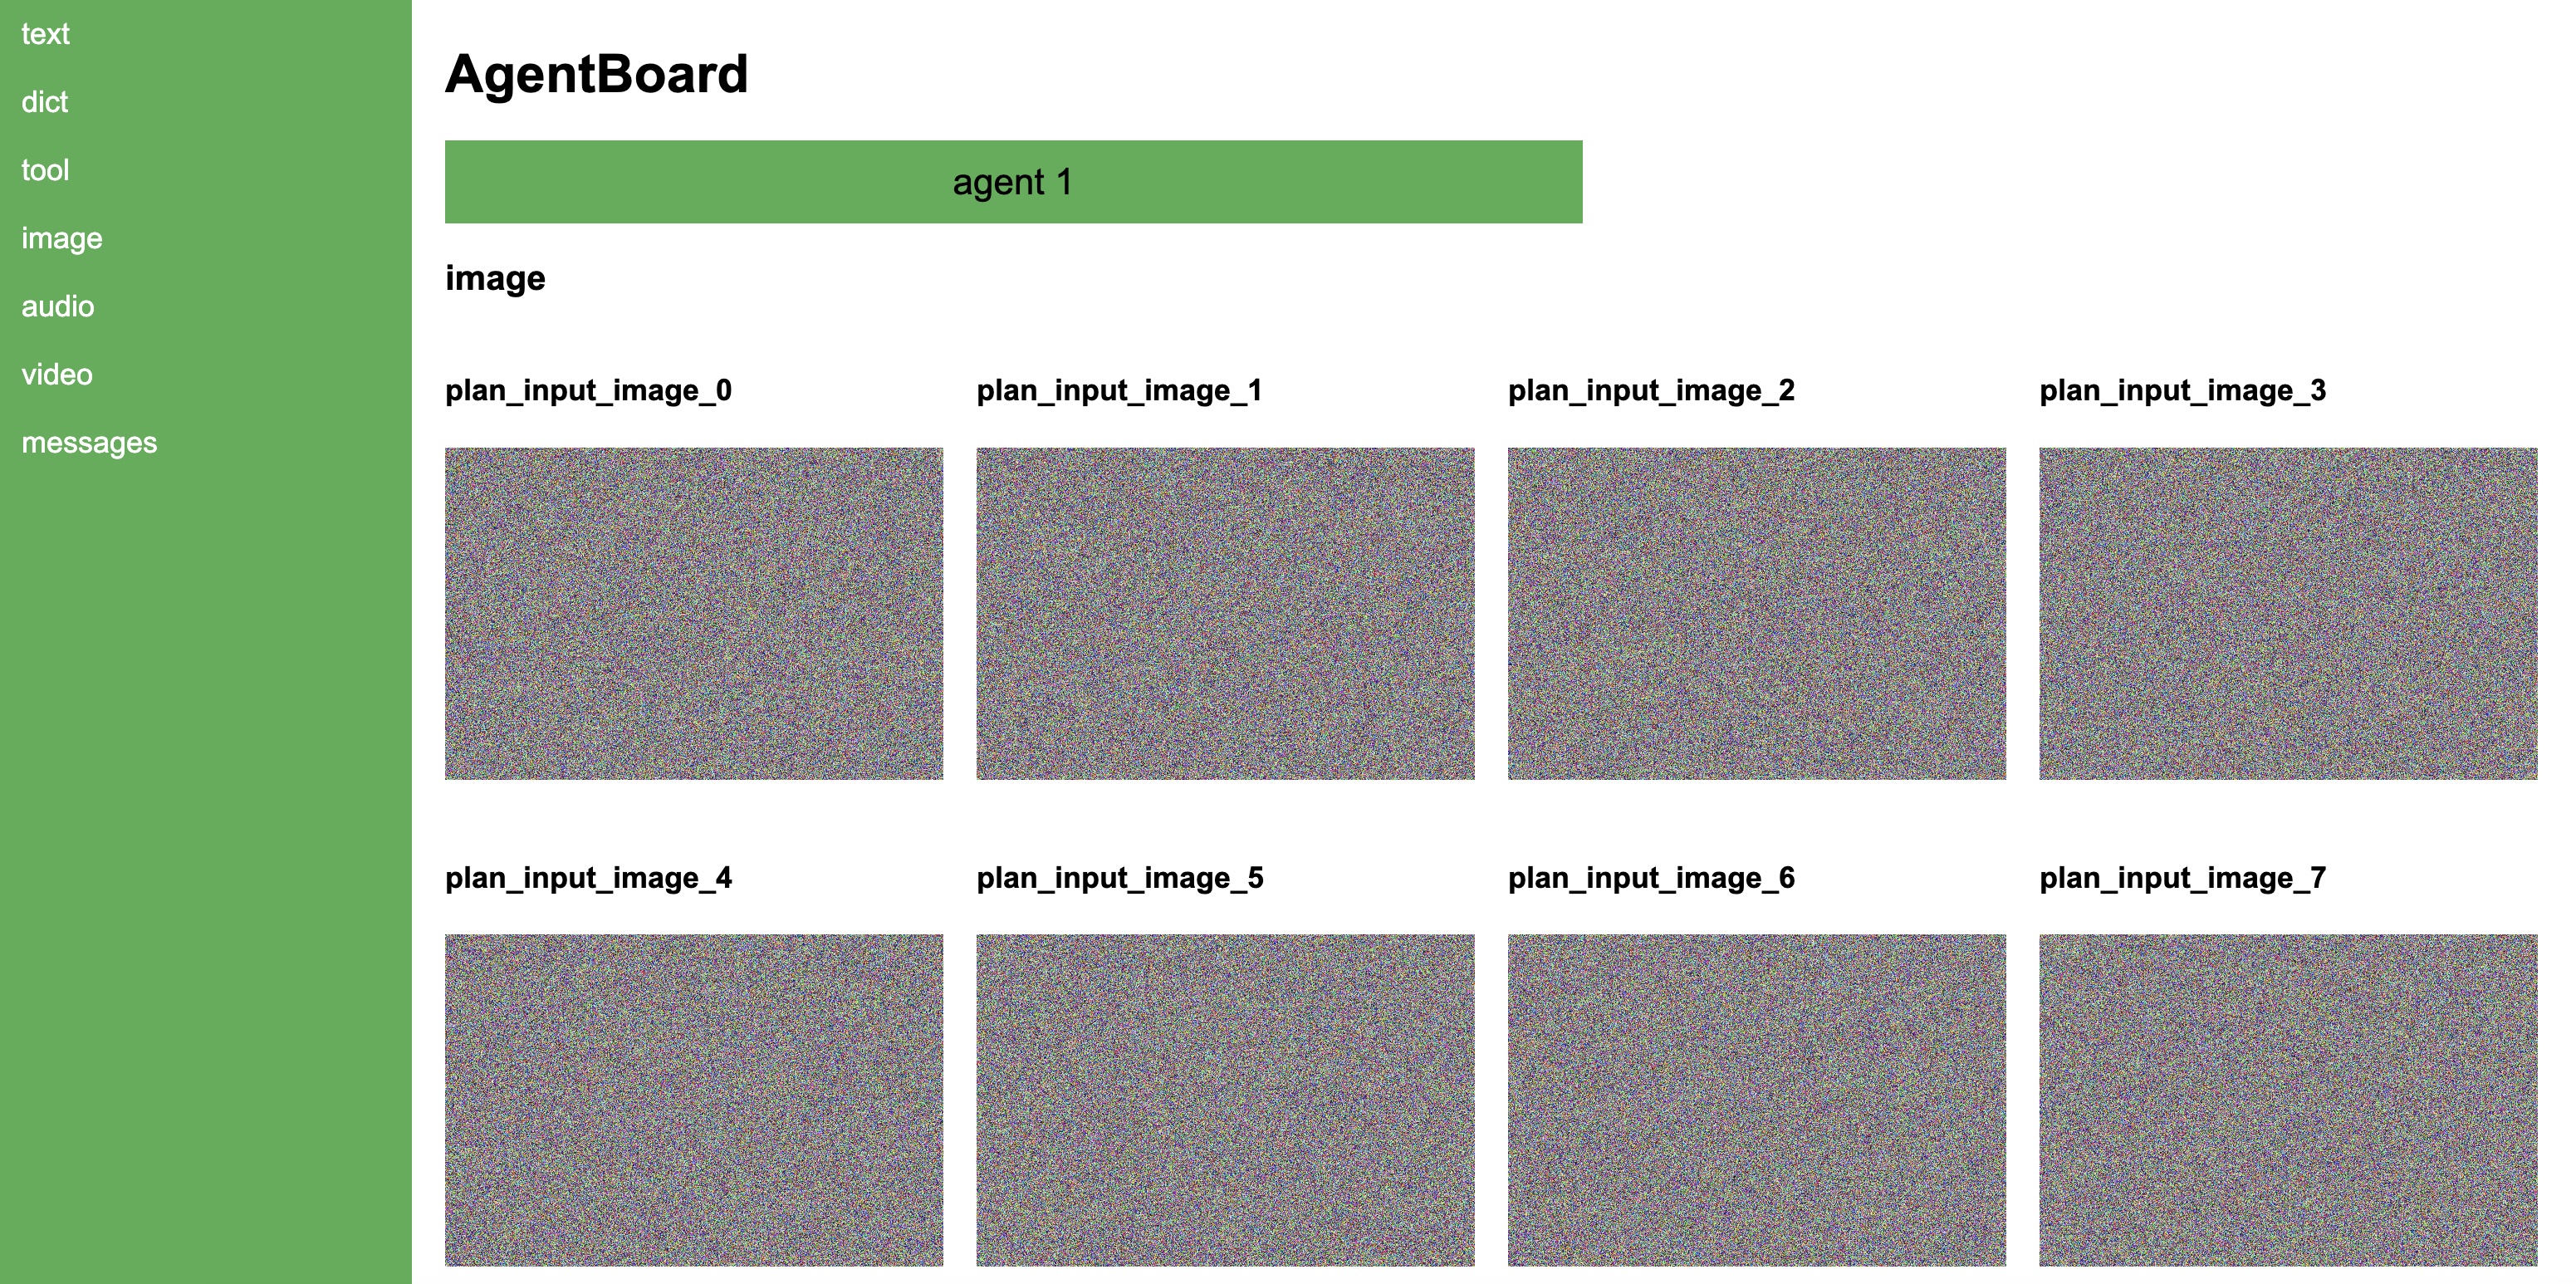 text
dict
tool
image
audio
video
messages
AgentBoard
agent 1
image
plan_input_image_0
plan_input_image_1
plan_input_image_2
plan_input_image_3
plan_input_image_4
plan_input_image_5
plan_input_image_6
plan_input_image_7